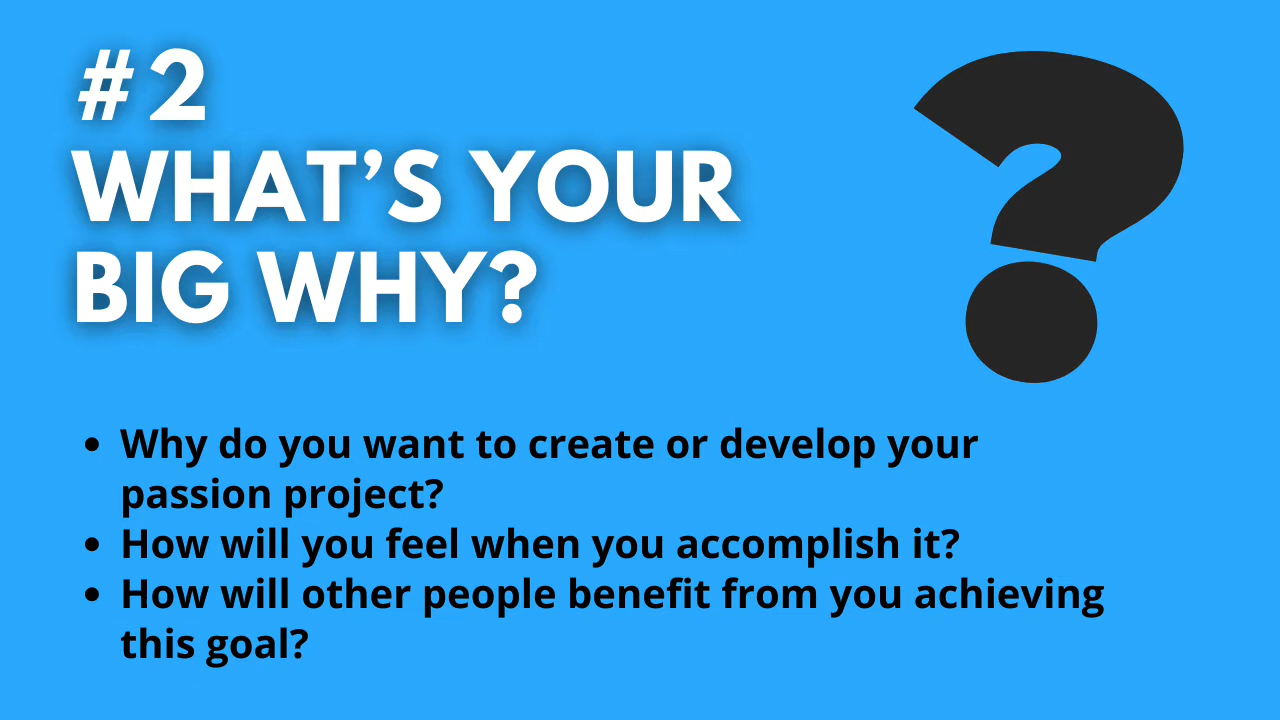 #2
WHAT’S YOUR
BIG WHY?
?
• Why do you want to create or develop your
passion project?
• How will you feel when you accomplish it?
• How will other people benefit from you achieving
this goal?